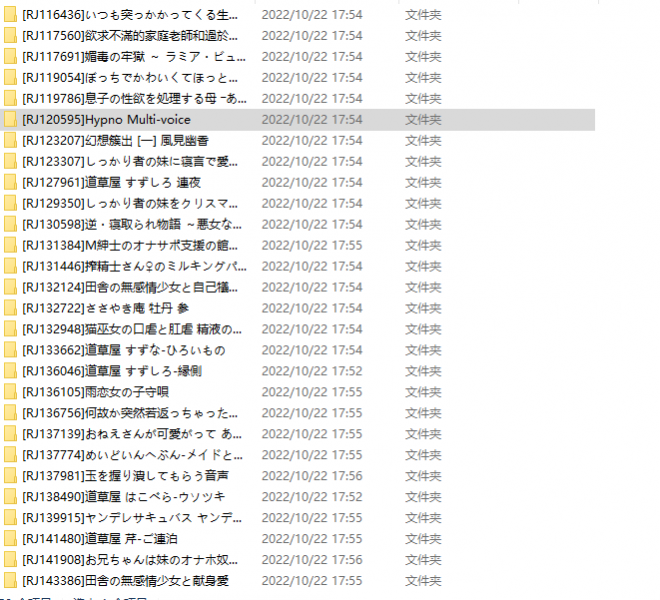 [RJ116436]いつも突っかかってくる生... 2022/10/22 17:54 文件夹
[RJ117560]欲求不滿的家庭老師和過於... 2022/10/22 17:54 文件夹
[RJ117691]媚毒の牢獄 ～ ラミア・ビュ... 2022/10/22 17:54 文件夹
[RJ119054]ぼっちでかわいくてほっと... 2022/10/22 17:54 文件夹
[RJ119786]息子の性欲を処理する母 -あ... 2022/10/22 17:54 文件夹
[RJ120595]Hypno Multi-voice 2022/10/22 17:54 文件夹
[RJ123207]幻想簇出 [一] 風見幽香 2022/10/22 17:54 文件夹
[RJ123307]しっかり者の妹に寝言で愛... 2022/10/22 17:54 文件夹
[RJ127961]道草屋 すずしろ 連夜 2022/10/22 17:54 文件夹
[RJ129350]しっかり者の妹をクリスマ... 2022/10/22 17:54 文件夹
[RJ130598]逆・寝取られ物語 ～悪女な... 2022/10/22 17:54 文件夹
[RJ131384]M紳士のオナサポ支援の館... 2022/10/22 17:55 文件夹
[RJ131446]搾精士さん♀のミルキングパ... 2022/10/22 17:54 文件夹
[RJ132124]田舎の無感情少女と自己犠... 2022/10/22 17:54 文件夹
[RJ132722]ささやき庵 牡丹 参 2022/10/22 17:54 文件夹
[RJ132948]猫巫女の口虐と肛虐 精液の... 2022/10/22 17:54 文件夹
[RJ133662]道草屋 すずな-ひろいもの 2022/10/22 17:54 文件夹
[RJ136046]道草屋 すずしろ-縁側 2022/10/22 17:52 文件夹
[RJ136105]雨恋女の子守唄 2022/10/22 17:55 文件夹
[RJ136756]何故か突然若返っちゃった... 2022/10/22 17:55 文件夹
[RJ137139]おねえさんが可愛がって あ... 2022/10/22 17:55 文件夹
[RJ137774]めいどいんへぶん-メイドと... 2022/10/22 17:55 文件夹
[RJ137981]玉を握り潰してもらう音声 2022/10/22 17:56 文件夹
[RJ138490]道草屋 はこべら-ウソツキ 2022/10/22 17:52 文件夹
[RJ139915]ヤンデレサキュバス ヤンデ... 2022/10/22 17:55 文件夹
[RJ141480]道草屋 芹-ご連泊 2022/10/22 17:55 文件夹
[RJ141908]お兄ちゃんは妹のオナホ奴... 2022/10/22 17:56 文件夹
[RJ143386]田舎の無感情少女と献身愛 2022/10/22 17:55 文件夹